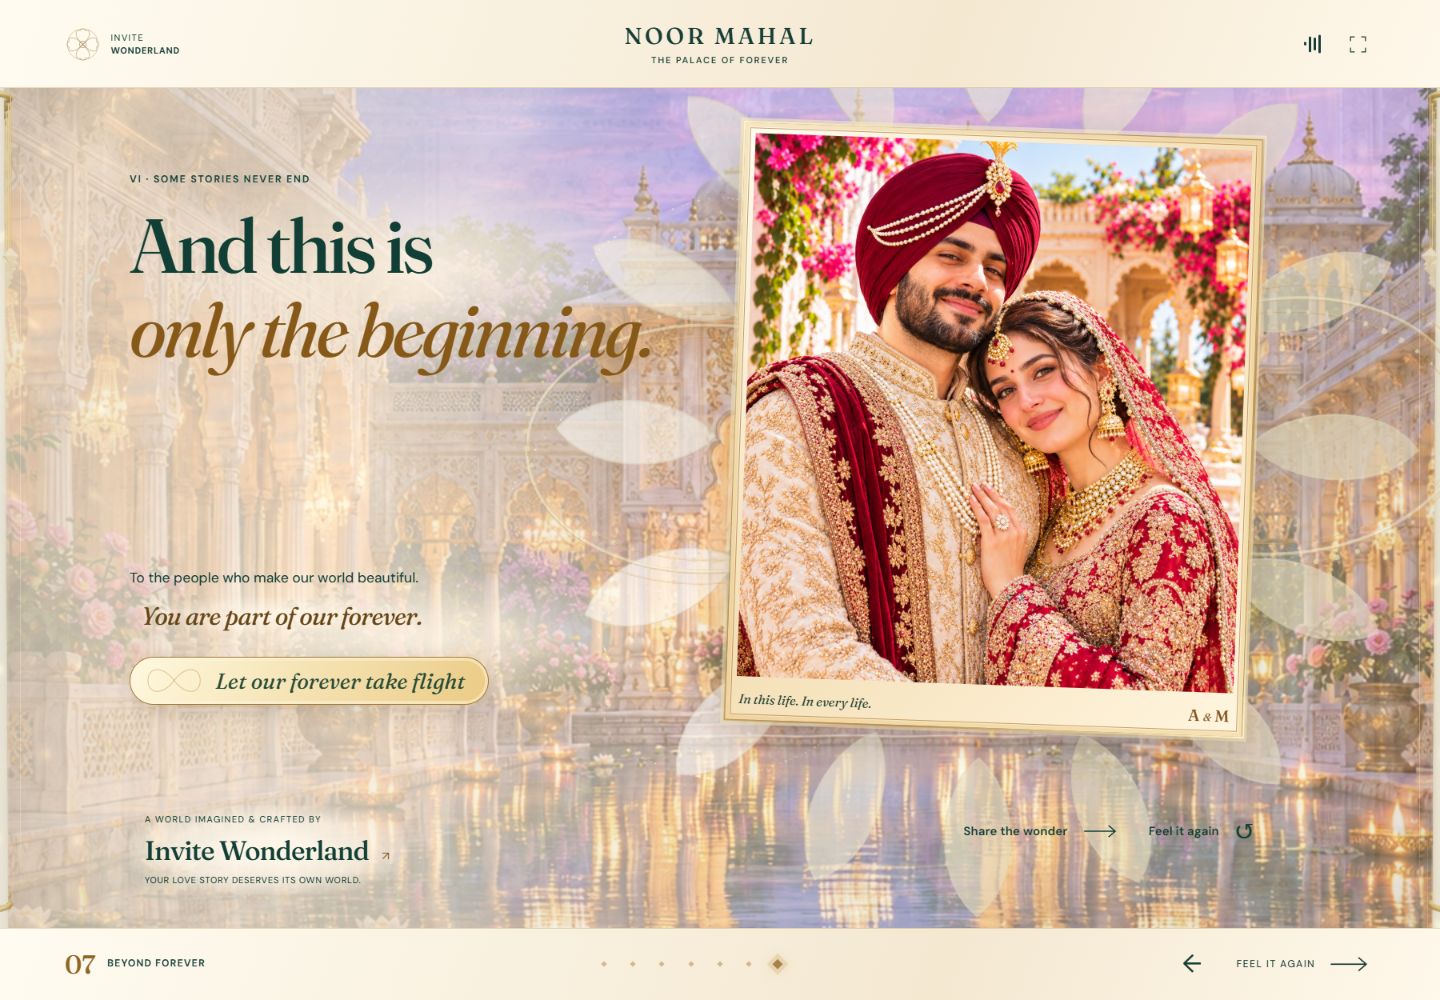 INVITE
WONDERLAND
NOOR MAHAL
THE PALACE OF FOREVER
VI · SOME STORIES NEVER END
And this is
only the beginning.
To the people who make our world beautiful.
You are part of our forever.
Let our forever take flight
In this life. In every life.
A & M
A WORLD IMAGINED & CRAFTED BY
Invite Wonderland
YOUR LOVE STORY DESERVES ITS OWN WORLD.
Share the wonder
Feel it again
07 BEYOND FOREVER
FEEL IT AGAIN